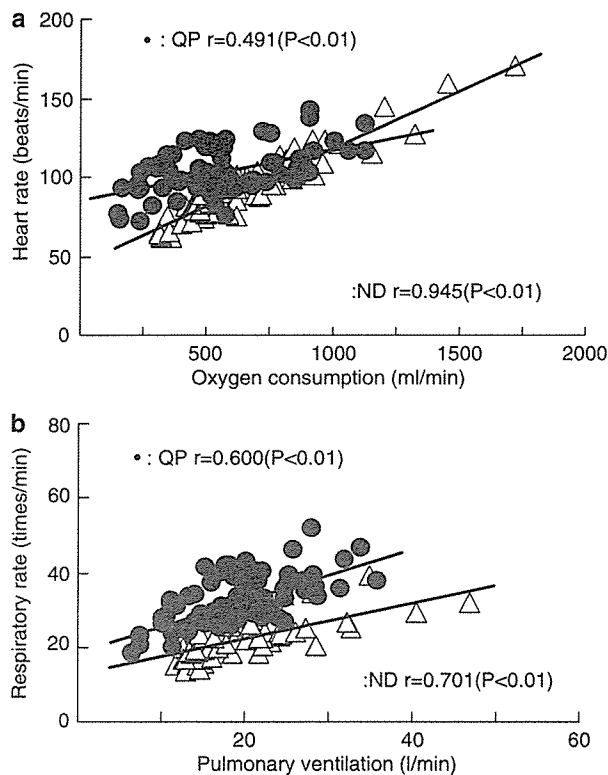 a
200
• : QP r=0.491(P<0.01)
150
100
50
0
Heart rate (beats/min)
:ND r=0.945(P<0.01)
500
1000
1500
2000
Oxygen consumption (ml/min)
b
80
• : QP r=0.600(P<0.01)
60
40
20
0
Respiratory rate (times/min)
:ND r=0.701(P<0.01)
20
40
60
Pulmonary ventilation (l/min)